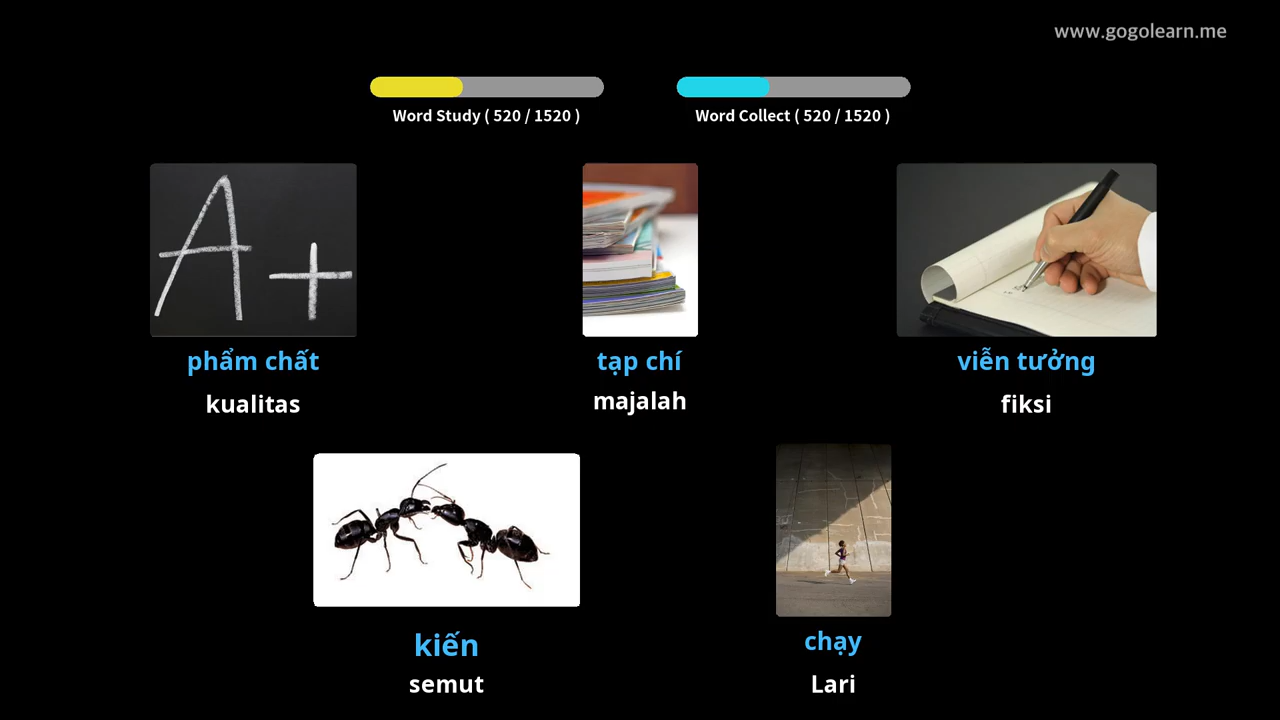 www.gogolearn.me
Word Study ( 520 / 1520 )
Word Collect ( 520 / 1520 )
A+
phẩm chất
kualitas
tạp chí
majalah
viễn tưởng
fiksi
kiến
semut
chạy
Lari